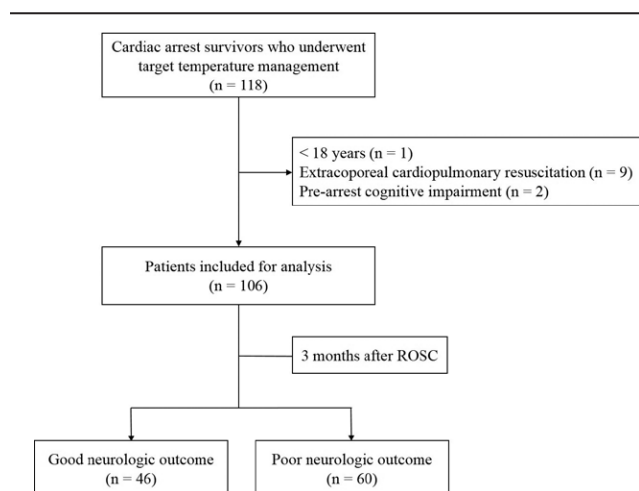 Cardiac arrest survivors who underwent
target temperature management
(n = 118)
< 18 years (n = 1)
Extracoporeal cardiopulmonary resuscitation (n = 9)
Pre-arrest cognitive impairment (n = 2)
Patients included for analysis
(n = 106)
3 months after ROSC
Good neurologic outcome
(n = 46)
Poor neurologic outcome
(n = 60)